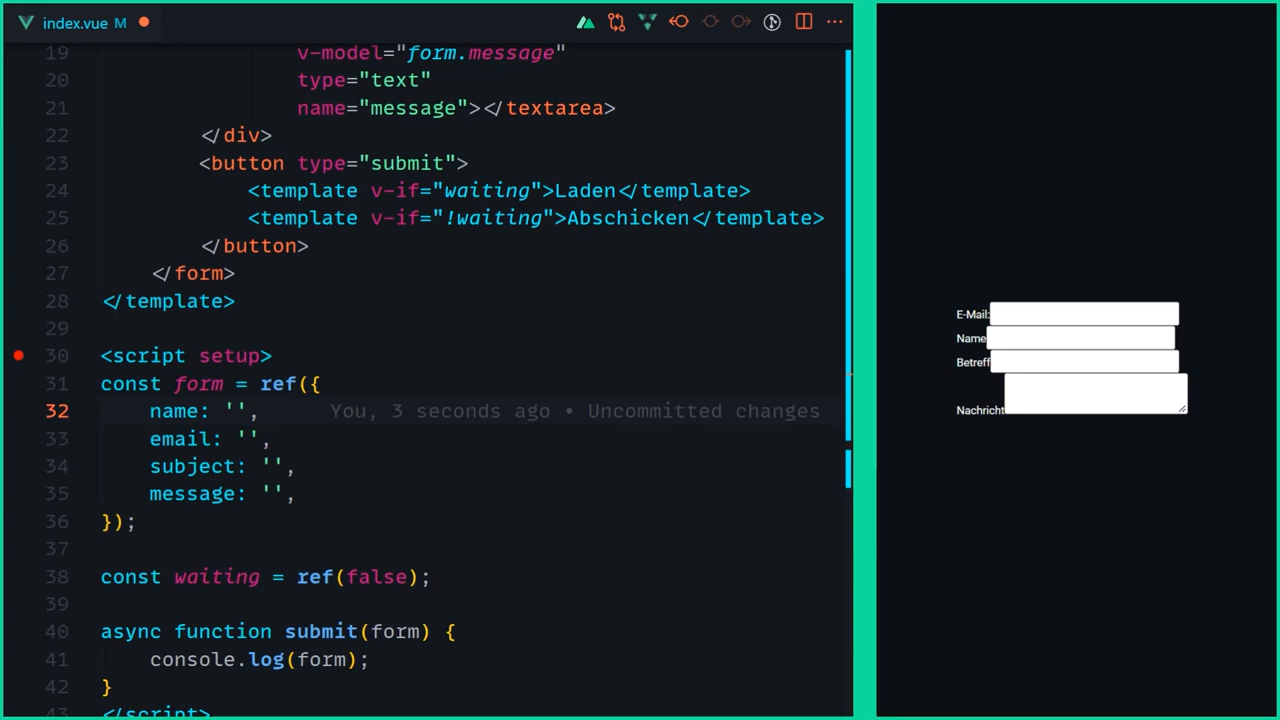 index.vue M
19 v-model="form.message"
20 type="text"
21 name="message"></textarea>
22 </div>
23 <button type="submit">
24 <template v-if="waiting">Laden</template>
25 <template v-if="!waiting">Abschicken</template>
26 </button>
27 </form>
28 </template>
29
30 <script setup>
31 const form = ref({
32 name: '', You, 3 seconds ago • Uncommitted changes
33 email: '',
34 subject: '',
35 message: '',
36 });
37
38 const waiting = ref(false);
39
40 async function submit(form) {
41 console.log(form);
42 }
43 </script>
E-Mail:
Name
Betreff
Nachricht